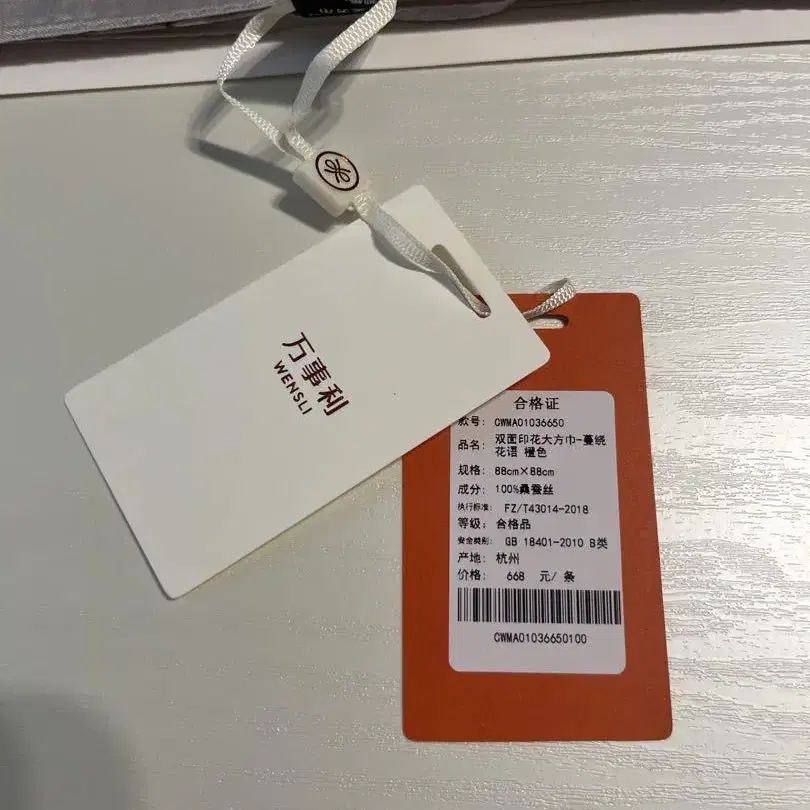 万事利
WENSLI
合格证
款号: CWMA01036650
品名: 双面印花大方巾-蔓绕
花语 橙色
规格: 88cm×88cm
成分: 100%桑蚕丝
执行标准: FZ/T43014-2018
等级: 合格品
安全类别: GB 18401-2010 B类
产地: 杭州
价格: 668 元/ 条
CWMA01036650100